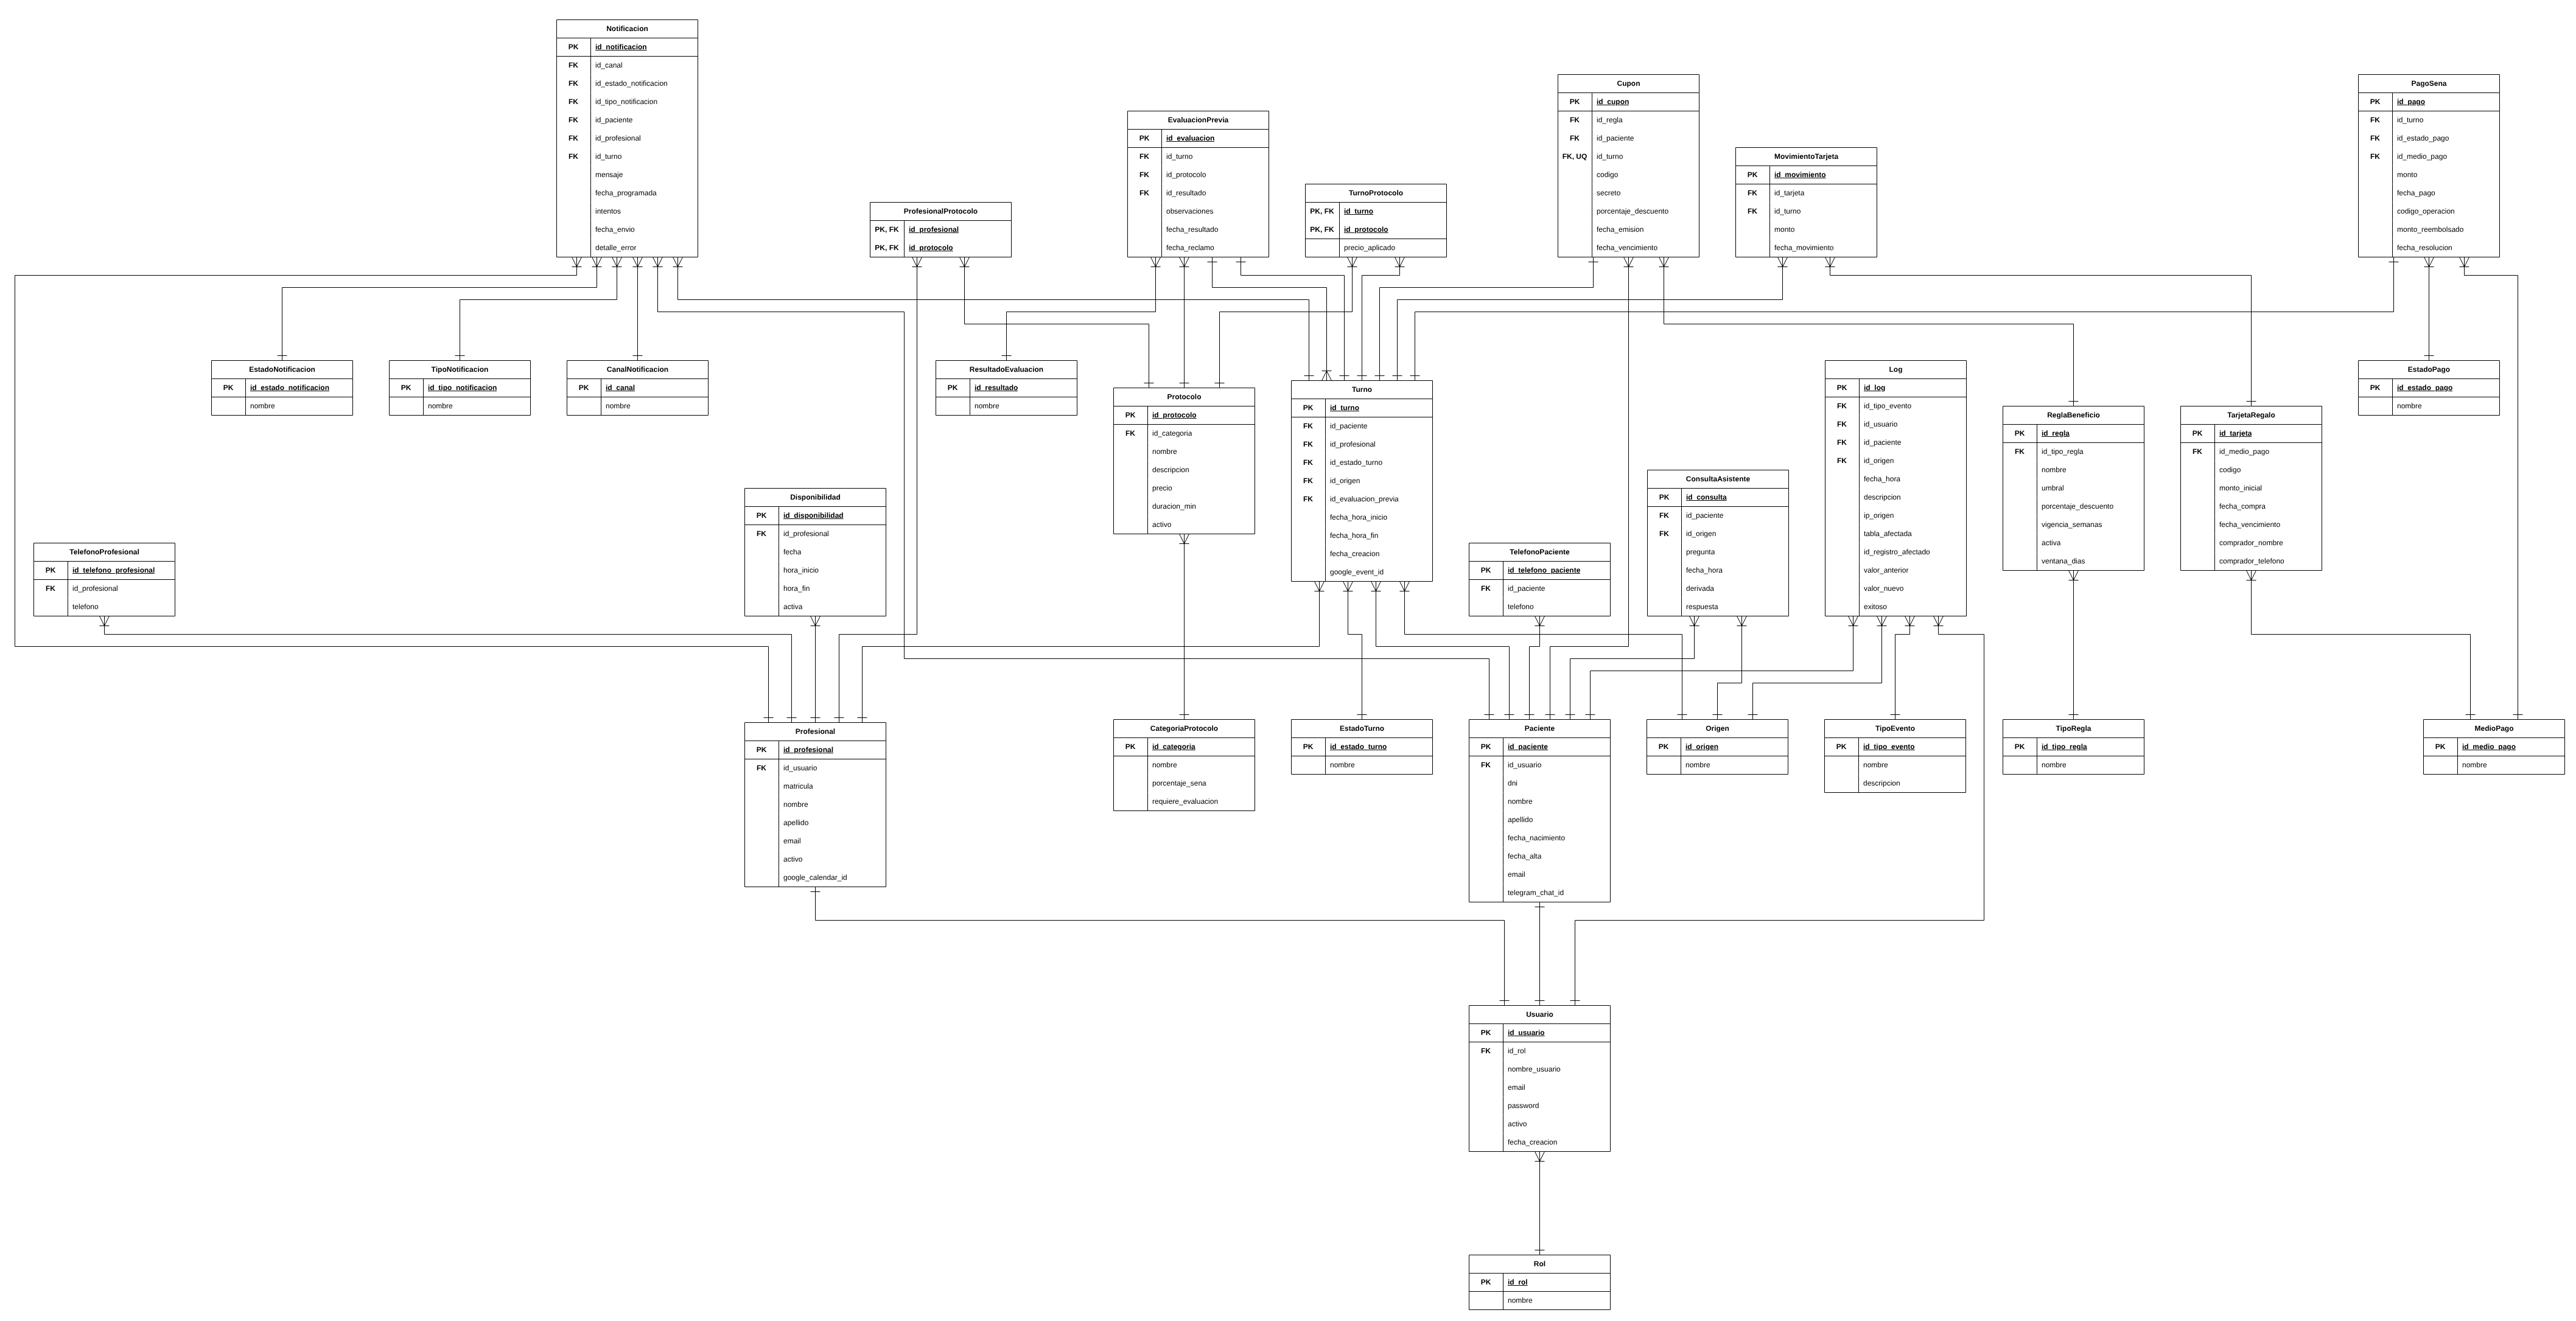 Notificacion
PK id_notificacion
FK id_canal
FK id_estado_notificacion
FK id_tipo_notificacion
FK id_paciente
FK id_profesional
FK id_turno
mensaje
fecha_programada
intentos
fecha_envio
detalle_error
Cupon
PK id_cupon
FK id_regla
FK id_paciente
FK, UQ id_turno
codigo
secreto
porcentaje_descuento
fecha_emision
fecha_vencimiento
PagoSena
PK id_pago
FK id_turno
FK id_estado_pago
FK id_medio_pago
monto
fecha_pago
codigo_operacion
monto_reembolsado
fecha_resolucion
EvaluacionPrevia
PK id_evaluacion
FK id_turno
FK id_protocolo
FK id_resultado
observaciones
fecha_resultado
fecha_reclamo
MovimientoTarjeta
PK id_movimiento
FK id_tarjeta
FK id_turno
monto
fecha_movimiento
TurnoProtocolo
PK, FK id_turno
PK, FK id_protocolo
precio_aplicado
ProfesionalProtocolo
PK, FK id_profesional
PK, FK id_protocolo
EstadoNotificacion
PK id_estado_notificacion
nombre
TipoNotificacion
PK id_tipo_notificacion
nombre
CanalNotificacion
PK id_canal
nombre
ResultadoEvaluacion
PK id_resultado
nombre
Protocolo
PK id_protocolo
FK id_categoria
nombre
descripcion
precio
duracion_min
activo
Turno
PK id_turno
FK id_paciente
FK id_profesional
FK id_estado_turno
FK id_origen
FK id_evaluacion_previa
fecha_hora_inicio
fecha_hora_fin
fecha_creacion
google_event_id
Log
PK id_log
FK id_tipo_evento
FK id_usuario
FK id_paciente
FK id_origen
fecha_hora
descripcion
ip_origen
tabla_afectada
id_registro_afectado
valor_anterior
valor_nuevo
exitoso
ReglaBeneficio
PK id_regla
FK id_tipo_regla
nombre
umbral
porcentaje_descuento
vigencia_semanas
activa
ventana_dias
TarjetaRegalo
PK id_tarjeta
FK id_medio_pago
codigo
monto_inicial
fecha_compra
fecha_vencimiento
comprador_nombre
comprador_telefono
EstadoPago
PK id_estado_pago
nombre
TelefonoProfesional
PK id_telefono_profesional
FK id_profesional
telefono
Disponibilidad
PK id_disponibilidad
FK id_profesional
fecha
hora_inicio
hora_fin
activa
TelefonoPaciente
PK id_telefono_paciente
FK id_paciente
telefono
ConsultaAsistente
PK id_consulta
FK id_paciente
FK id_origen
pregunta
fecha_hora
derivada
respuesta
Profesional
PK id_profesional
FK id_usuario
matricula
nombre
apellido
email
activo
google_calendar_id
CategoriaProtocolo
PK id_categoria
nombre
porcentaje_sena
requiere_evaluacion
EstadoTurno
PK id_estado_turno
nombre
Paciente
PK id_paciente
FK id_usuario
dni
nombre
apellido
fecha_nacimiento
fecha_alta
email
telegram_chat_id
Origen
PK id_origen
nombre
TipoEvento
PK id_tipo_evento
nombre
descripcion
TipoRegla
PK id_tipo_regla
nombre
MedioPago
PK id_medio_pago
nombre
Usuario
PK id_usuario
FK id_rol
nombre_usuario
email
password
activo
fecha_creacion
Rol
PK id_rol
nombre